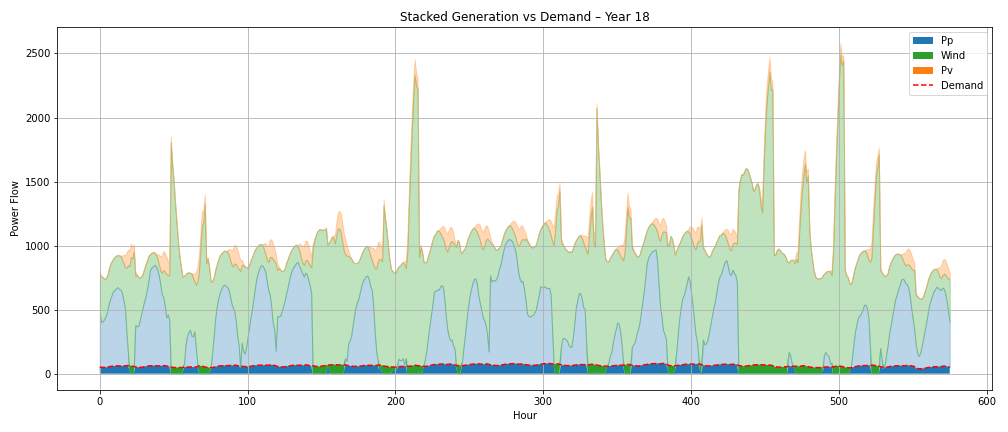 Stacked Generation vs Demand – Year 18
Power Flow
2500
2000
1500
1000
500
0
0
100
200
300
400
500
600
Hour
Pp
Wind
Pv
Demand